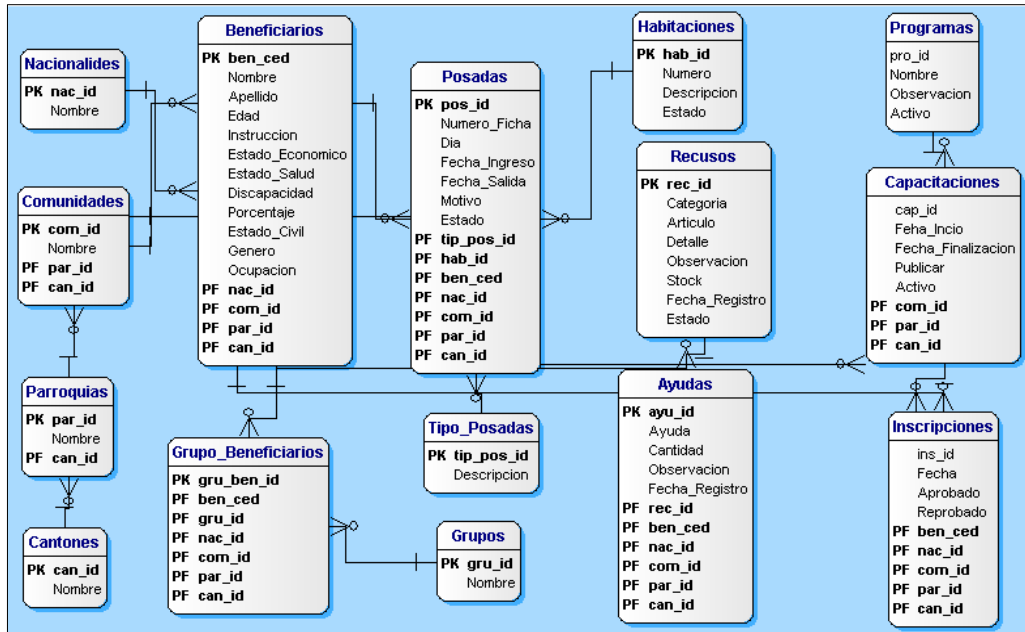 Nacionalides
PK nac_id
Nombre
Comunidades
PK com_id
Nombre
PF par_id
PF can_id
Parroquias
PK par_id
Nombre
PF can_id
Cantones
PK can_id
Nombre
Beneficiarios
PK ben_ced
Nombre
Apellido
Edad
Instruccion
Estado_Economico
Estado_Salud
Discapacidad
Porcentaje
Estado_Civil
Genero
Ocupacion
PF nac_id
PF com_id
PF par_id
PF can_id
Grupo_Beneficiarios
PK gru_ben_id
PF ben_ced
PF gru_id
PF nac_id
PF com_id
PF par_id
PF can_id
Posadas
PK pos_id
Numero_Ficha
Dia
Fecha_Ingreso
Fecha_Salida
Motivo
Estado
PF tip_pos_id
PF hab_id
PF ben_ced
PF nac_id
PF com_id
PF par_id
PF can_id
Tipo_Posadas
PK tip_pos_id
Descripcion
Grupos
PK gru_id
Nombre
Habitaciones
PK hab_id
Numero
Descripcion
Estado
Recusos
PK rec_id
Categoria
Articulo
Detalle
Observacion
Stock
Fecha_Registro
Estado
Ayudas
PK ayu_id
Ayuda
Cantidad
Observacion
Fecha_Registro
PF rec_id
PF ben_ced
PF nac_id
PF com_id
PF par_id
PF can_id
Programas
pro_id
Nombre
Observacion
Activo
Capacitaciones
cap_id
Feha_Incio
Fecha_Finalizacion
Publicar
Activo
PF com_id
PF par_id
PF can_id
Inscripciones
ins_id
Fecha
Aprobado
Reprobado
PF ben_ced
PF nac_id
PF com_id
PF par_id
PF can_id